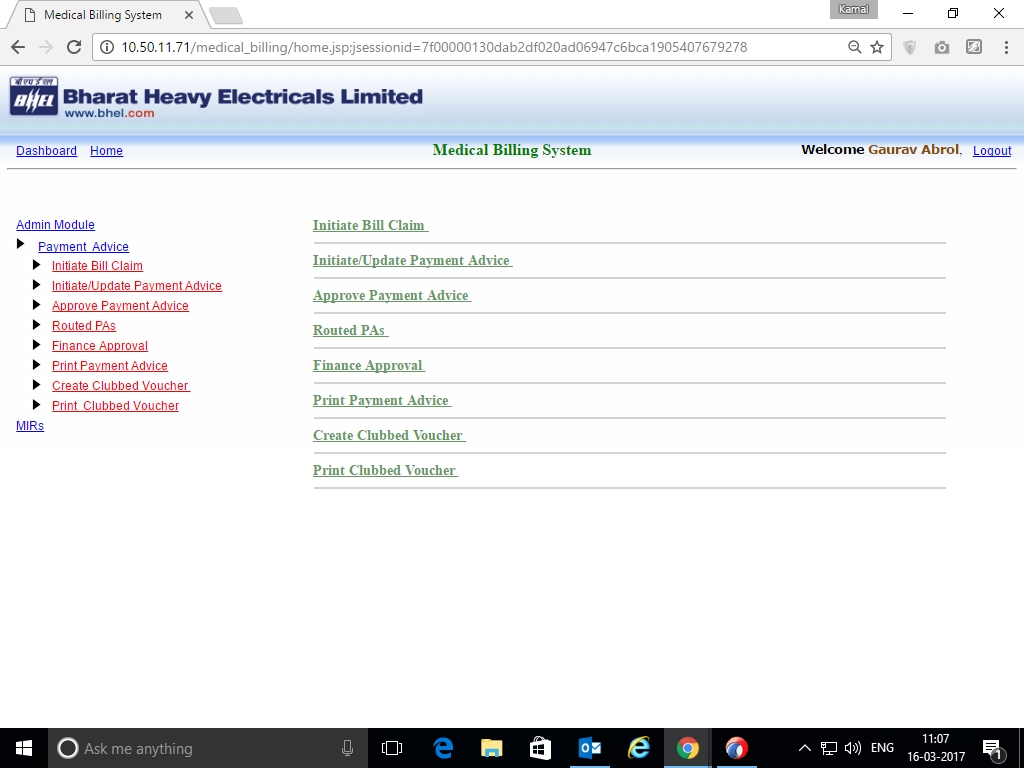 Medical Billing System
Kamal
10.50.11.71/medical_billing/home.jsp;jsessionid=7f00000130dab2df020ad06947c6bca1905407679278
बी एच ई एल
BHEL
Bharat Heavy Electricals Limited
www.bhel.com
Dashboard Home Medical Billing System Welcome Gaurav Abrol, Logout
Admin Module
Payment Advice
Initiate Bill Claim
Initiate/Update Payment Advice
Approve Payment Advice
Routed PAs
Finance Approval
Print Payment Advice
Create Clubbed Voucher
Print Clubbed Voucher
MIRs
Initiate Bill Claim
Initiate/Update Payment Advice
Approve Payment Advice
Routed PAs
Finance Approval
Print Payment Advice
Create Clubbed Voucher
Print Clubbed Voucher
Ask me anything
ENG
11:07
16-03-2017
1